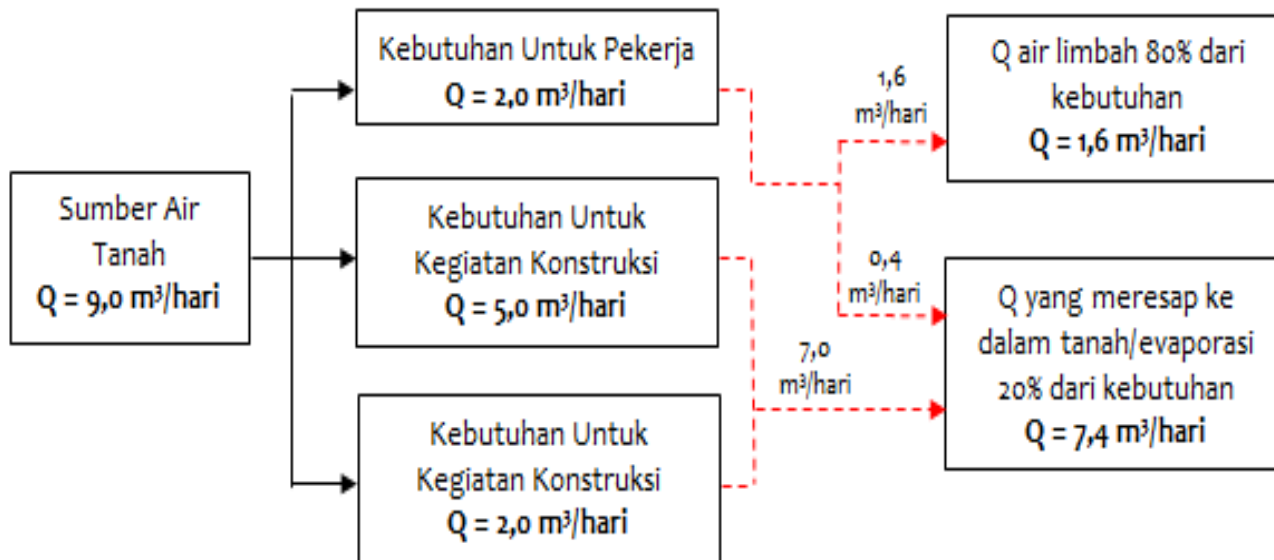 Sumber Air
Tanah
Q = 9,0 m³/hari
Kebutuhan Untuk Pekerja
Q = 2,0 m³/hari
Kebutuhan Untuk
Kegiatan Konstruksi
Q = 5,0 m³/hari
Kebutuhan Untuk
Kegiatan Konstruksi
Q = 2,0 m³/hari
1,6
m³/hari
0,4
m³/hari
7,0
m³/hari
Q air limbah 80% dari
kebutuhan
Q = 1,6 m³/hari
Q yang meresap ke
dalam tanah/evaporasi
20% dari kebutuhan
Q = 7,4 m³/hari